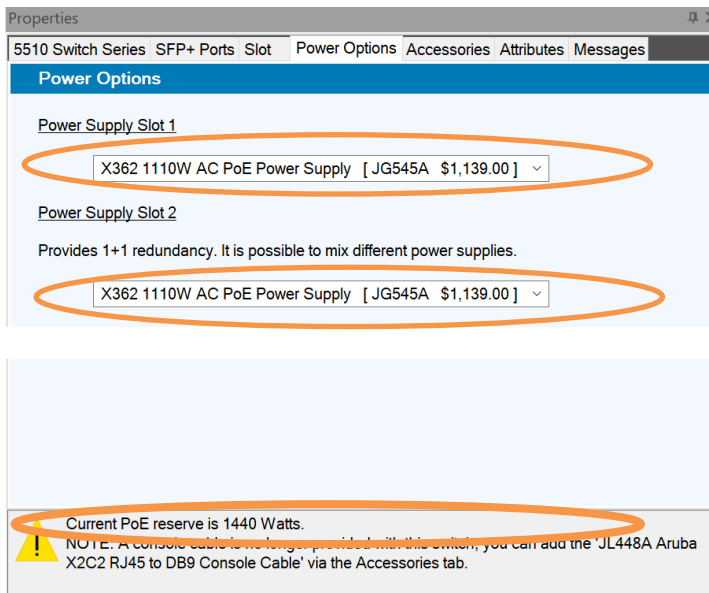 Properties
5510 Switch Series SFP+ Ports Slot Power Options Accessories Attributes Messages
Power Options
Power Supply Slot 1
X362 1110W AC PoE Power Supply [ JG545A $1,139.00 ]
Power Supply Slot 2
Provides 1+1 redundancy. It is possible to mix different power supplies.
X362 1110W AC PoE Power Supply [ JG545A $1,139.00 ]
Current PoE reserve is 1440 Watts.
NOTE: A console cable is no longer provided with this switch, you can add the 'JL448A Aruba
X2C2 RJ45 to DB9 Console Cable' via the Accessories tab.